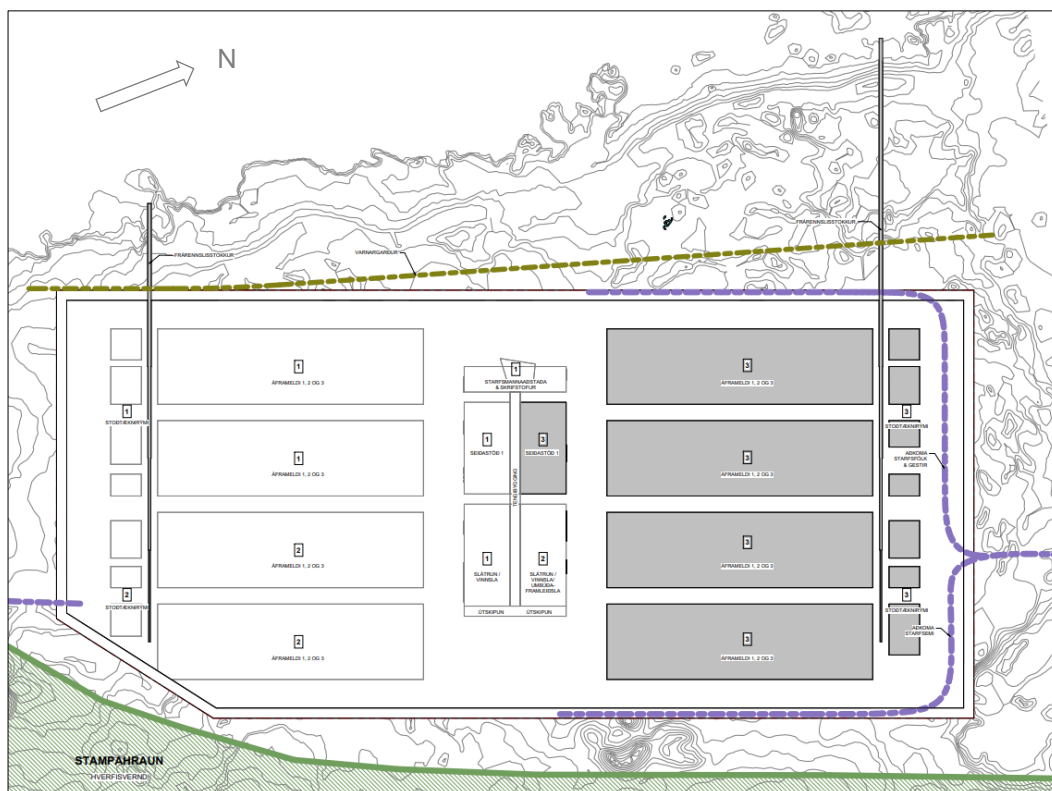 N
FRÁRENNSLISSTOKKUR
FRÁRENNSLISSTOKKUR
VARNARGARÐUR
1
ÁFRAMELDI 1, 2 OG 3
1
STARFSMANNAAÐSTAÐA
& SKRIFSTOFUR
3
ÁFRAMELDI 1, 2 OG 3
1
STOÐTÆKNIRÝMI
1
SEIÐASTÖÐ 1
3
SEIÐASTÖÐ 1
3
STOÐTÆKNIRÝMI
1
ÁFRAMELDI 1, 2 OG 3
TENGIBYGGING
3
ÁFRAMELDI 1, 2 OG 3
AÐKOMA
STARFSFÓLK
& GESTIR
2
ÁFRAMELDI 1, 2 OG 3
1
SLÁTRUN /
VINNSLA
2
SLÁTRUN /
VINNSLA/
UMBÚÐA-
FRAMLEIÐSLA
3
ÁFRAMELDI 1, 2 OG 3
2
STOÐTÆKNIRÝMI
3
STOÐTÆKNIRÝMI
ÚTSKIPUN
ÚTSKIPUN
AÐKOMA
STARFSEMI
2
ÁFRAMELDI 1, 2 OG 3
3
ÁFRAMELDI 1, 2 OG 3
STAMPAHRAUN
HVERFISVERND